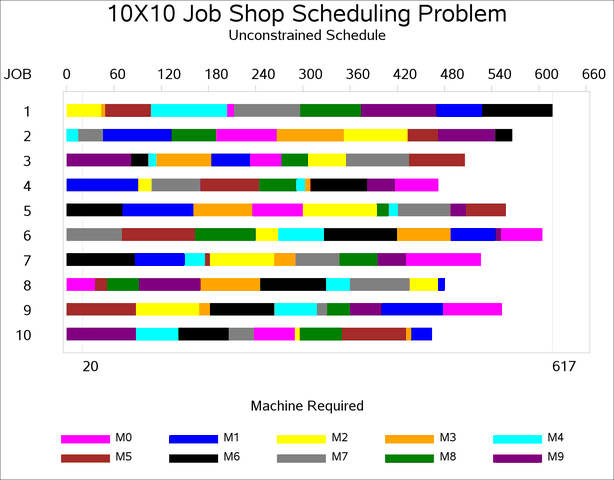 10X10 Job Shop Scheduling Problem
Unconstrained Schedule
JOB 0 60 120 180 240 300 360 420 480 540 600 660
1
2
3
4
5
6
7
8
9
10
20 617
Machine Required
M0 M1 M2 M3 M4
M5 M6 M7 M8 M9